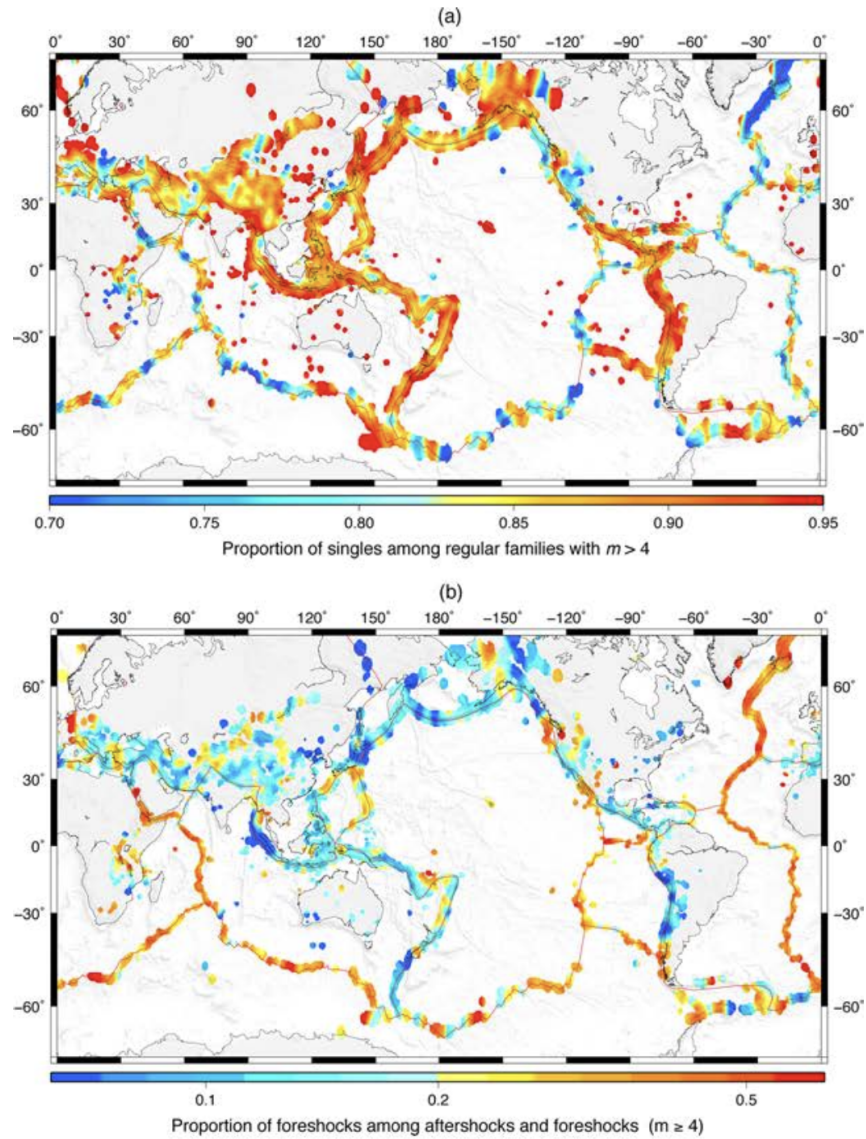 (a)
0˚ 30˚ 60˚ 90˚ 120˚ 150˚ 180˚ −150˚ −120˚ −90˚ −60˚ −30˚ 0˚
60˚
30˚
0˚
−30˚
−60˚
0.70 0.75 0.80 0.85 0.90 0.95
Proportion of singles among regular families with m > 4
(b)
0˚ 30˚ 60˚ 90˚ 120˚ 150˚ 180˚ −150˚ −120˚ −90˚ −60˚ −30˚ 0˚
60˚
30˚
0˚
−30˚
−60˚
0.1 0.2 0.5
Proportion of foreshocks among aftershocks and foreshocks (m ≥ 4)